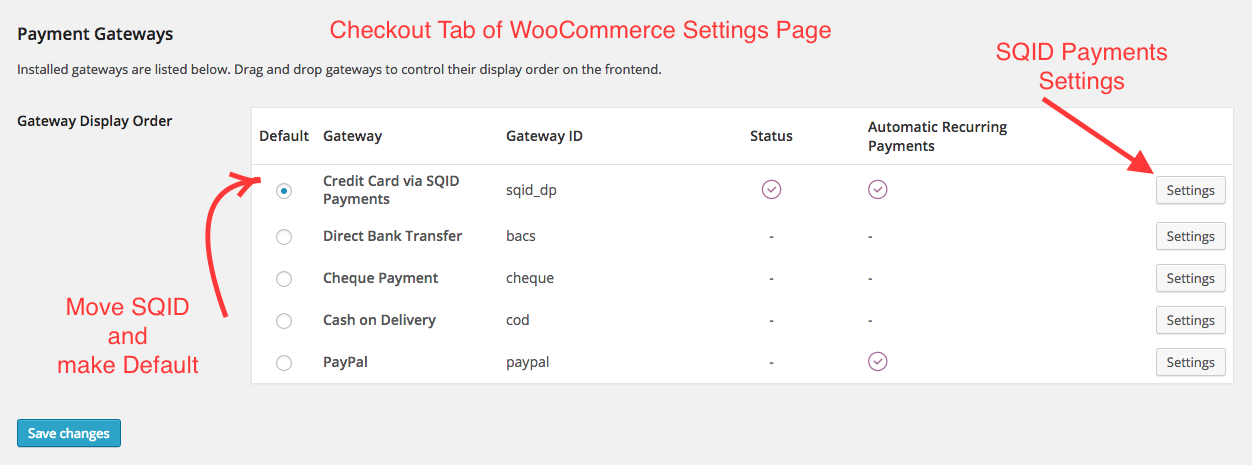 Checkout Tab of WooCommerce Settings Page
Payment Gateways
Installed gateways are listed below. Drag and drop gateways to control their display order on the frontend.
SQID Payments
Settings
Gateway Display Order
Default Gateway Gateway ID Status Automatic Recurring
Payments
Credit Card via SQID
Payments
sqid_dp Settings
Direct Bank Transfer bacs - - Settings
Cheque Payment cheque - - Settings
Cash on Delivery cod - - Settings
PayPal paypal - Settings
Move SQID
and
make Default
Save changes